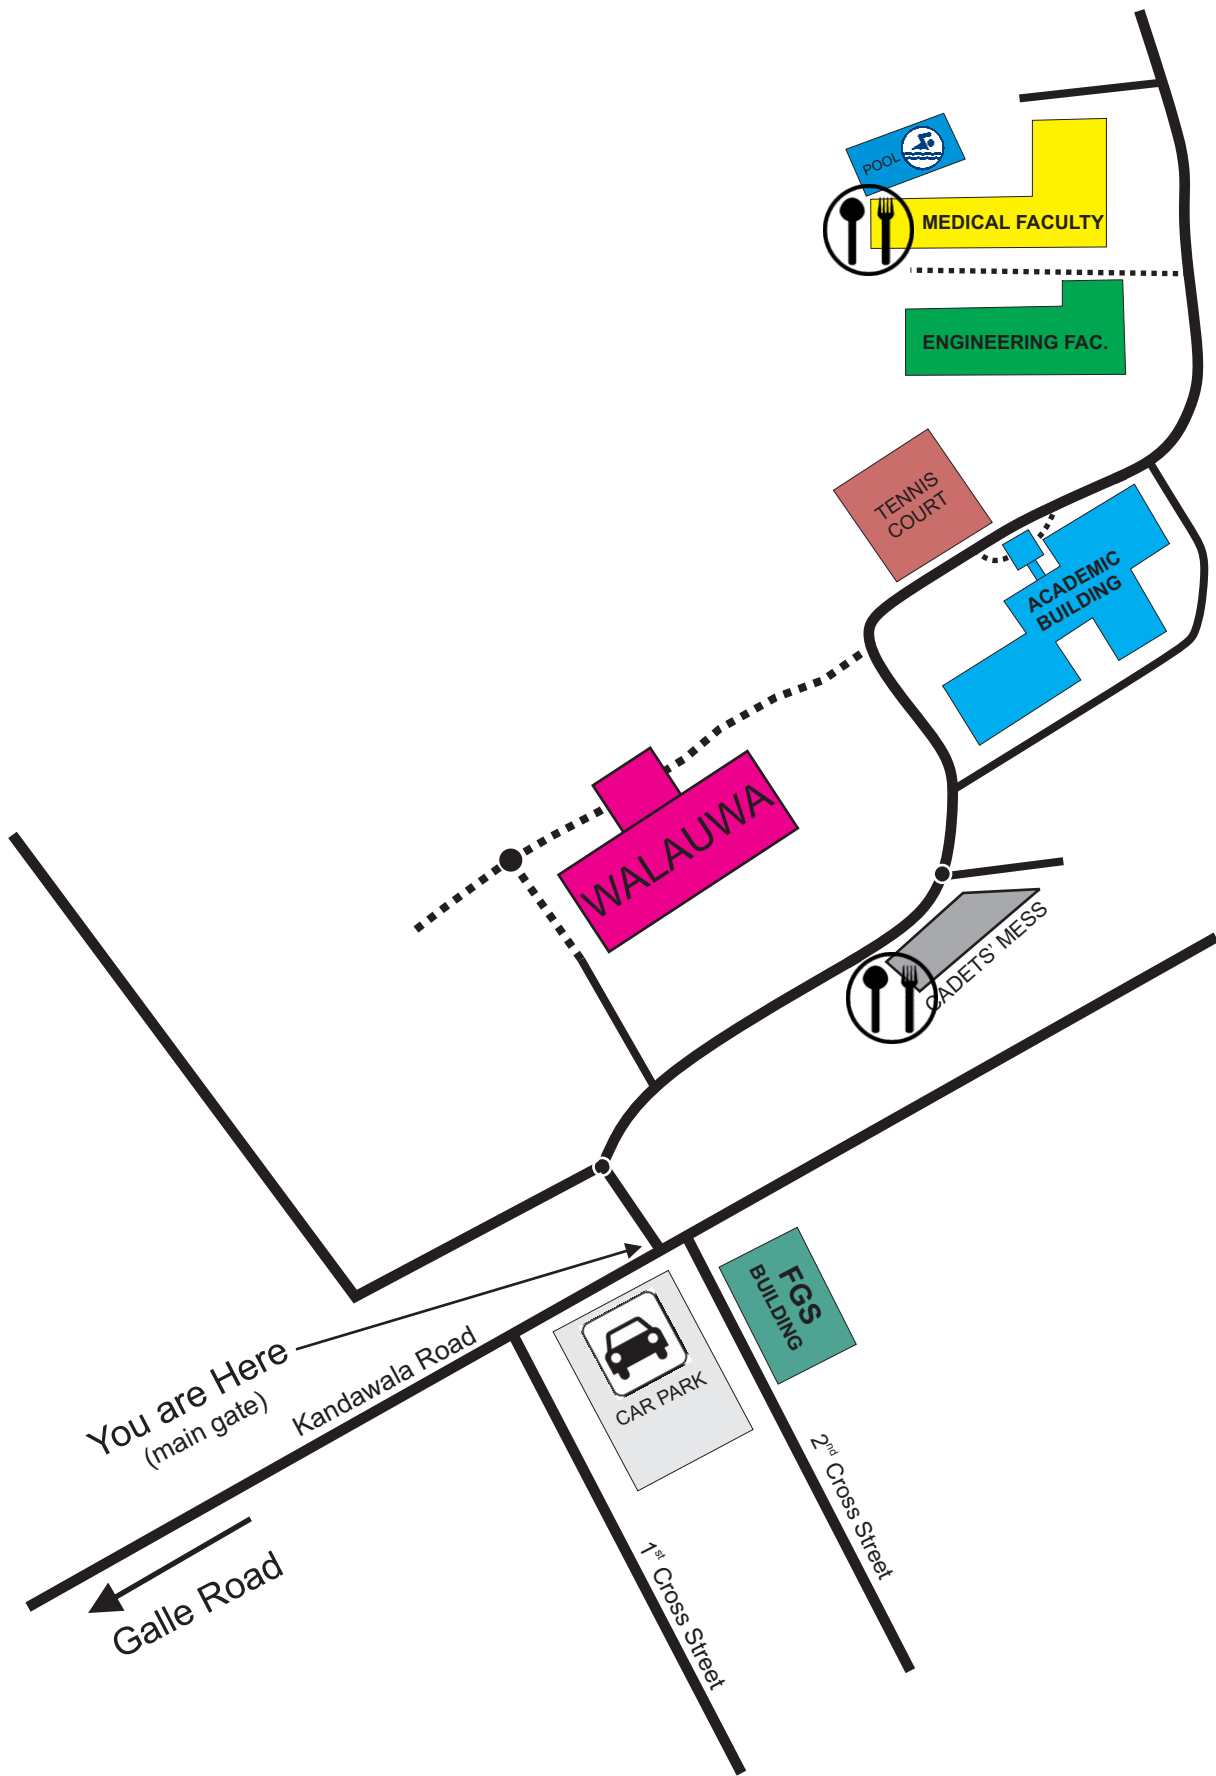 POOL
MEDICAL FACULTY
ENGINEERING FAC.
TENNIS
COURT
ACADEMIC
BUILDING
WALAUWA
CADETS' MESS
FGS
BUILDING
CAR PARK
You are Here
(main gate)
Kandawala Road
2nd Cross Street
1st Cross Street
Galle Road